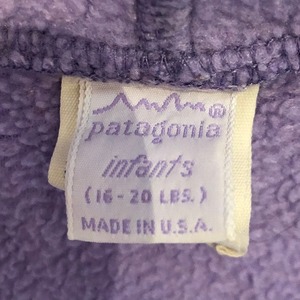 ®
patagonia
infants
(16-20 LBS.)
MADE IN U.S.A.